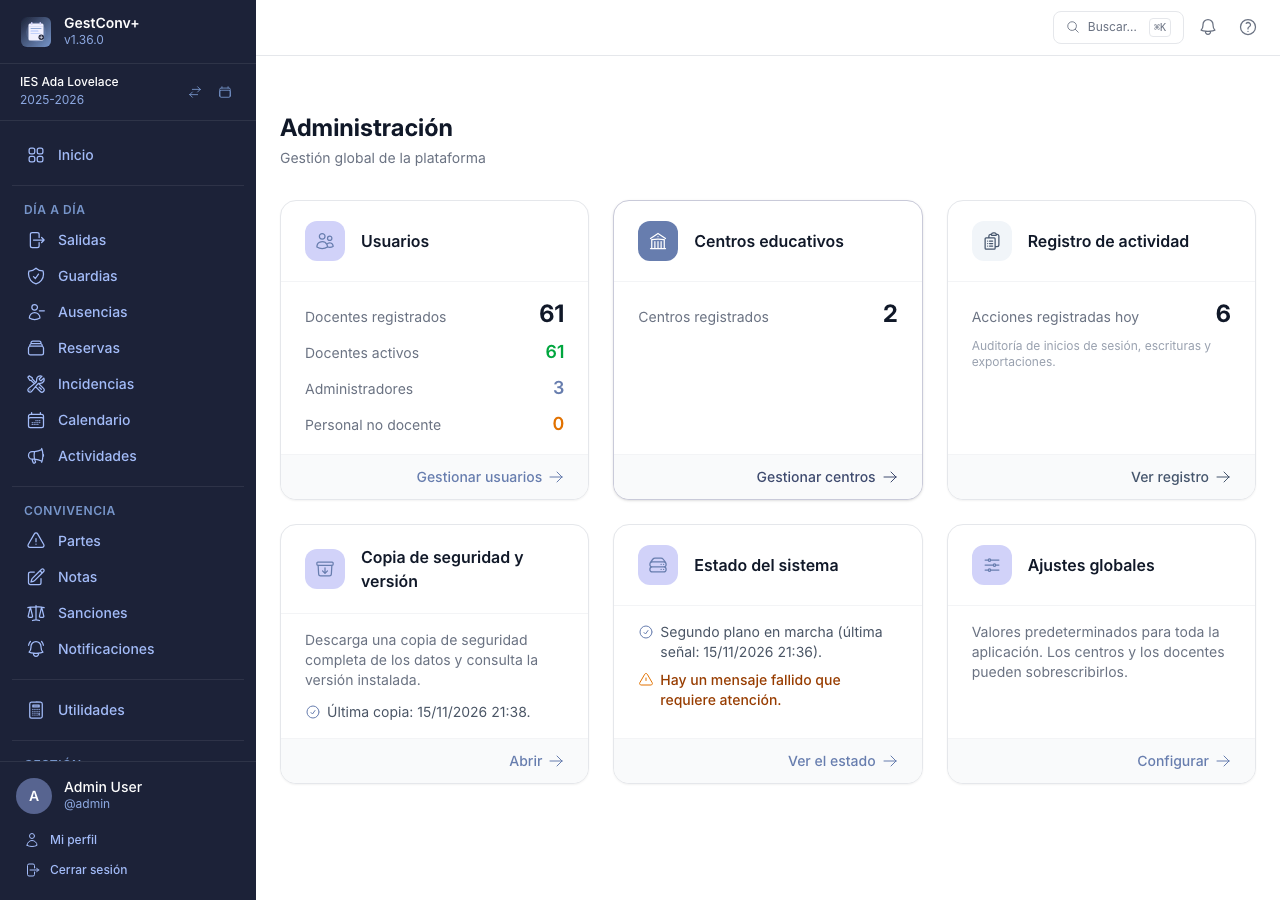 GestConv+
v1.36.0
IES Ada Lovelace
2025-2026
Inicio
DÍA A DÍA
Salidas
Guardias
Ausencias
Reservas
Incidencias
Calendario
Actividades
CONVIVENCIA
Partes
Notas
Sanciones
Notificaciones
Utilidades
A
Admin User
@admin
Mi perfil
Cerrar sesión
Buscar...
⌘K
Administración
Gestión global de la plataforma
Usuarios
Docentes registrados 61
Docentes activos 61
Administradores 3
Personal no docente 0
Gestionar usuarios
Centros educativos
Centros registrados 2
Gestionar centros
Registro de actividad
Acciones registradas hoy 6
Auditoría de inicios de sesión, escrituras y
exportaciones.
Ver registro
Copia de seguridad y
versión
Descarga una copia de seguridad
completa de los datos y consulta la
versión instalada.
Última copia: 15/11/2026 21:38.
Abrir
Estado del sistema
Segundo plano en marcha (última
señal: 15/11/2026 21:36).
Hay un mensaje fallido que
requiere atención.
Ver el estado
Ajustes globales
Valores predeterminados para toda la
aplicación. Los centros y los docentes
pueden sobrescribirlos.
Configurar